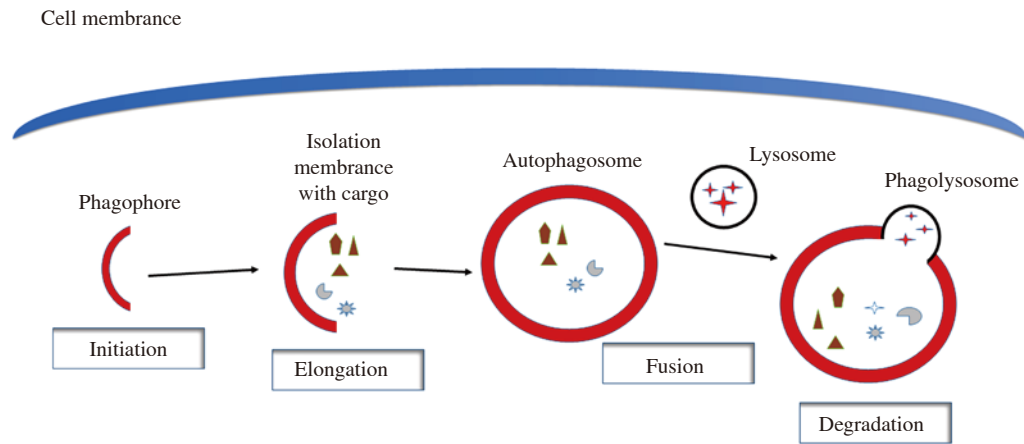 Cell membrance
Phagophore
Isolation
membrance
with cargo
Autophagosome
Lysosome
Phagolysosome
Initiation
Elongation
Fusion
Degradation